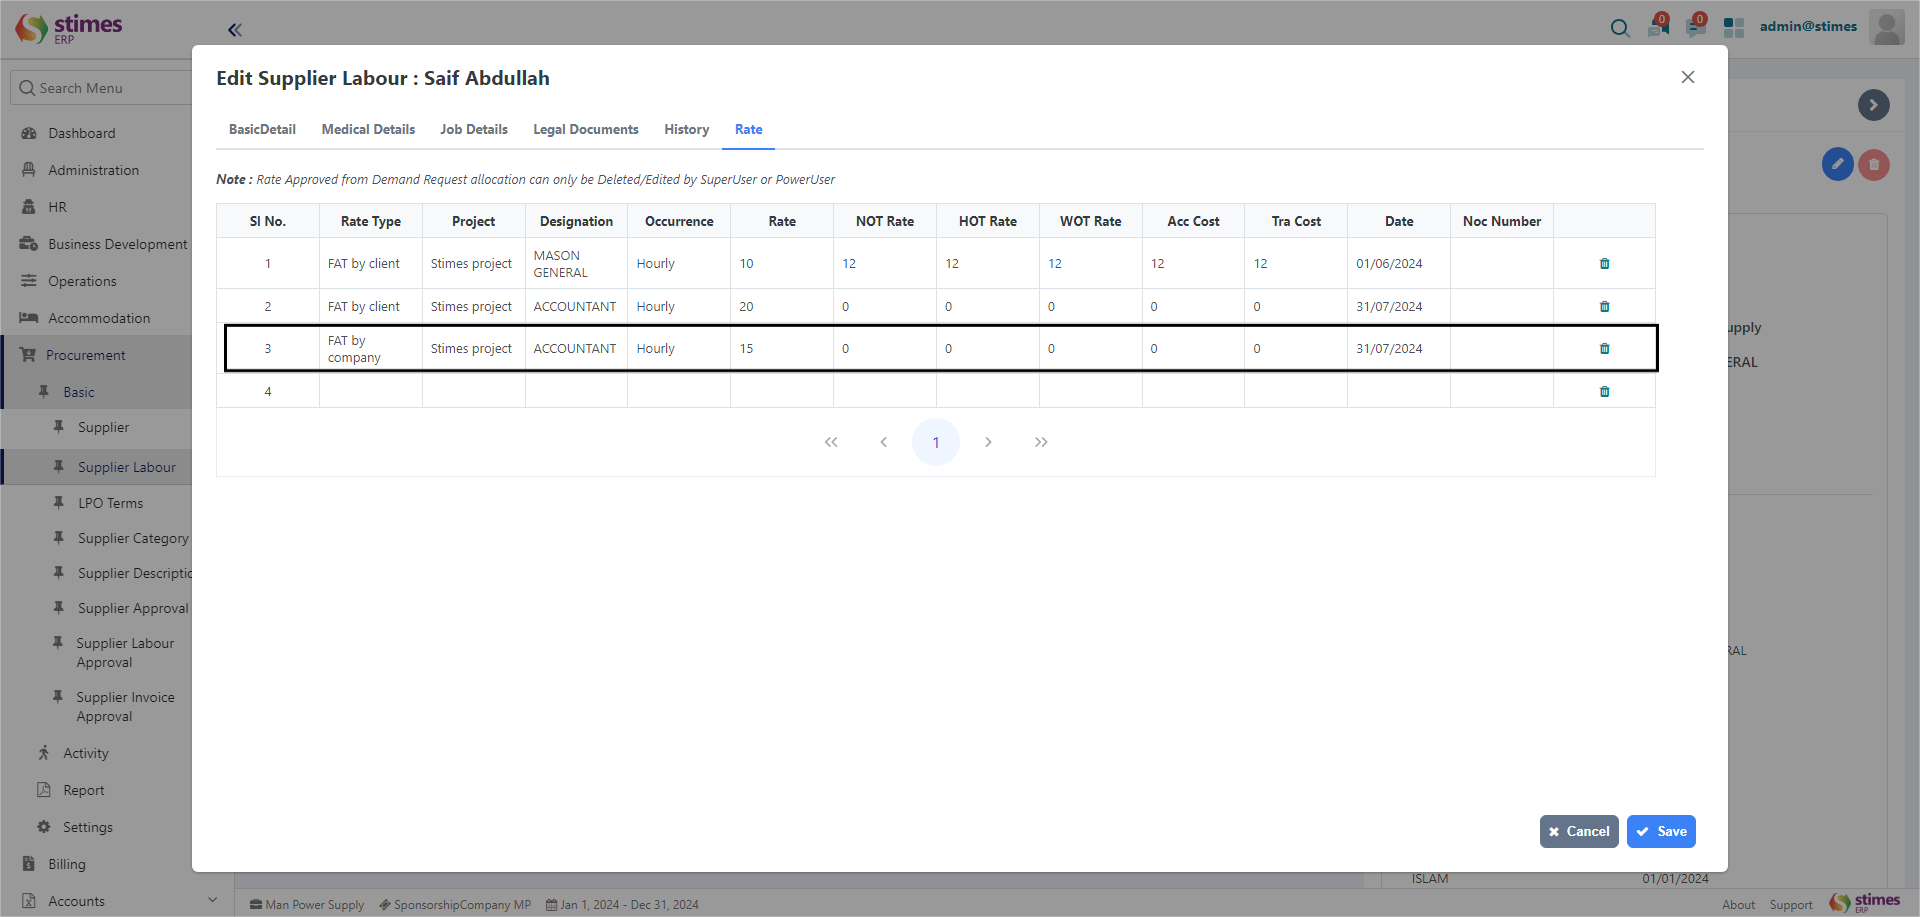 stimes
ERP
0
0
admin@stimes
Search Menu
Dashboard
Administration
HR
Business Development
Operations
Accommodation
Procurement
Basic
Supplier
Supplier Labour
LPO Terms
Supplier Category
Supplier Descriptio
Supplier Approval
Supplier Labour
Approval
Supplier Invoice
Approval
Activity
Report
Settings
Billing
Accounts
Edit Supplier Labour : Saif Abdullah
BasicDetail Medical Details Job Details Legal Documents History Rate
Note : Rate Approved from Demand Request allocation can only be Deleted/Edited by SuperUser or PowerUser
Sl No. Rate Type Project Designation Occurrence Rate NOT Rate HOT Rate WOT Rate Acc Cost Tra Cost Date Noc Number
1 FAT by client Stimes project MASON GENERAL Hourly 10 12 12 12 12 12 01/06/2024
2 FAT by client Stimes project ACCOUNTANT Hourly 20 0 0 0 0 0 31/07/2024
3 FAT by company Stimes project ACCOUNTANT Hourly 15 0 0 0 0 0 31/07/2024
4
1
Cancel Save
upply
ERAL
RAL
ISLAM 01/01/2024
Man Power Supply SponsorshipCompany MP Jan 1, 2024 - Dec 31, 2024
About Support stimes
ERP